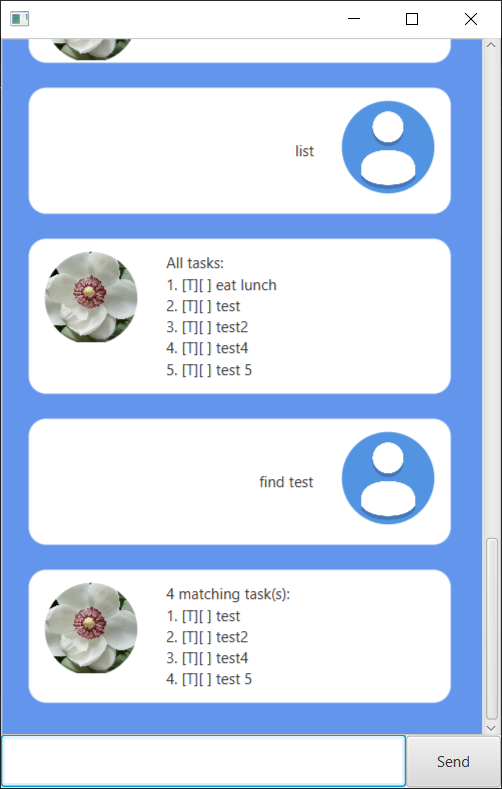 list
All tasks:
1. [T][ ] eat lunch
2. [T][ ] test
3. [T][ ] test2
4. [T][ ] test4
5. [T][ ] test 5
find test
4 matching task(s):
1. [T][ ] test
2. [T][ ] test2
3. [T][ ] test4
4. [T][ ] test 5
Send